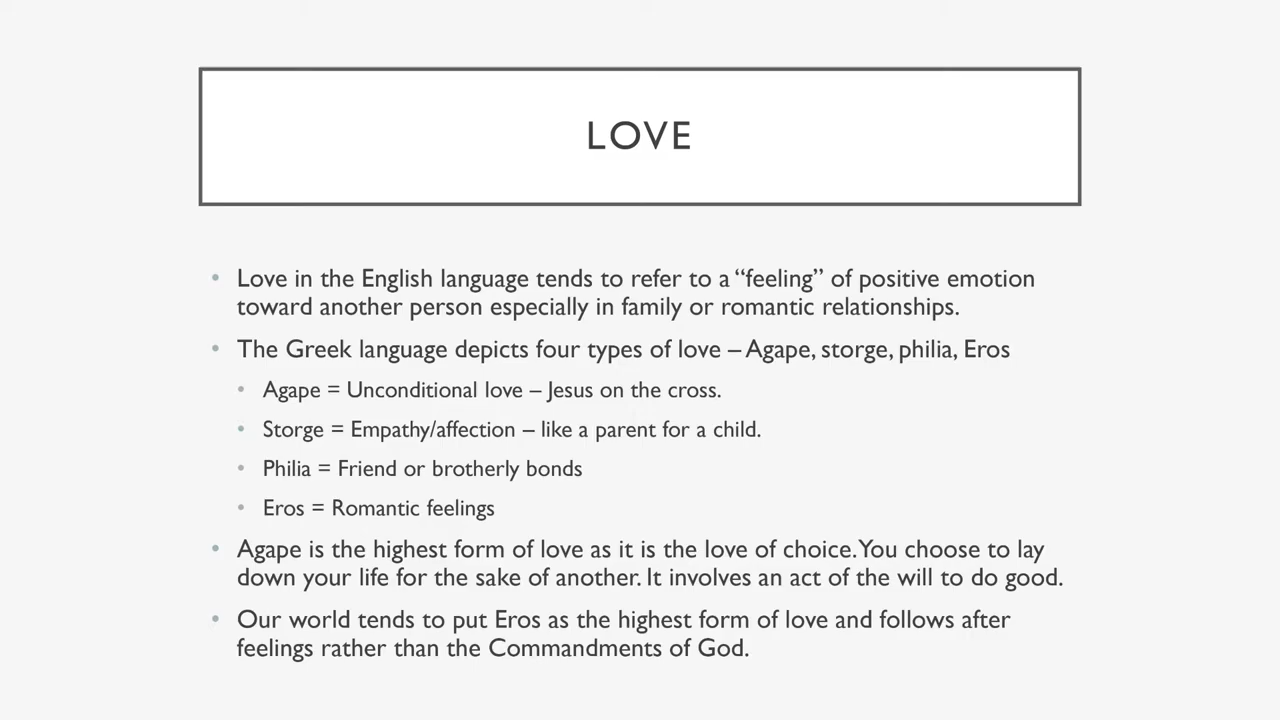 LOVE
• Love in the English language tends to refer to a “feeling” of positive emotion
toward another person especially in family or romantic relationships.
• The Greek language depicts four types of love – Agape, storge, philia, Eros
• Agape = Unconditional love – Jesus on the cross.
• Storge = Empathy/affection – like a parent for a child.
• Philia = Friend or brotherly bonds
• Eros = Romantic feelings
• Agape is the highest form of love as it is the love of choice. You choose to lay
down your life for the sake of another. It involves an act of the will to do good.
• Our world tends to put Eros as the highest form of love and follows after
feelings rather than the Commandments of God.